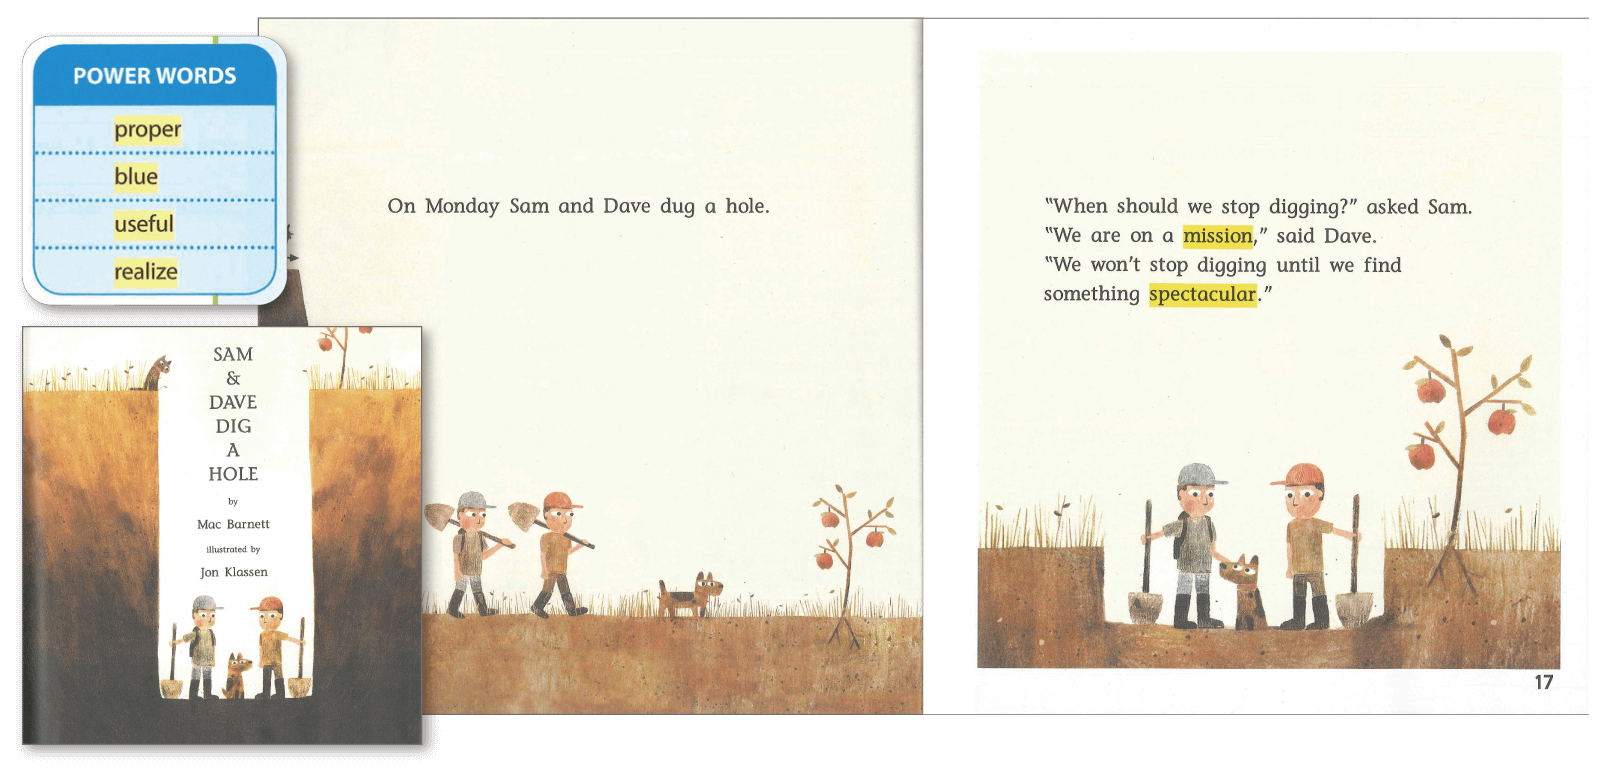 POWER WORDS
proper
blue
useful
realize
SAM
&
DAVE
DIG
A
HOLE
by
Mac Barnett
illustrated by
Jon Klassen
On Monday Sam and Dave dug a hole.
“When should we stop digging?” asked Sam.
“We are on a mission,” said Dave.
“We won’t stop digging until we find
something spectacular.”
17